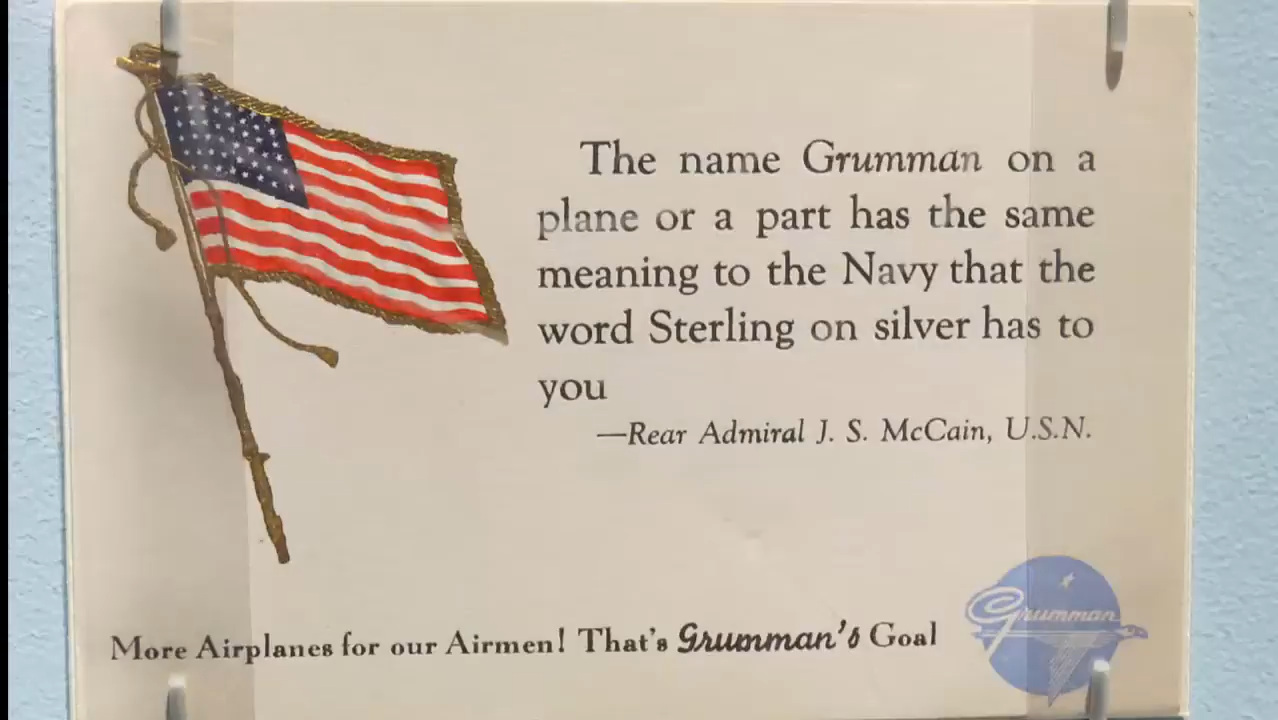 The name Grumman on a
plane or a part has the same
meaning to the Navy that the
word Sterling on silver has to
you
—Rear Admiral J. S. McCain, U.S.N.
More Airplanes for our Airmen! That's Grumman's Goal
Grumman